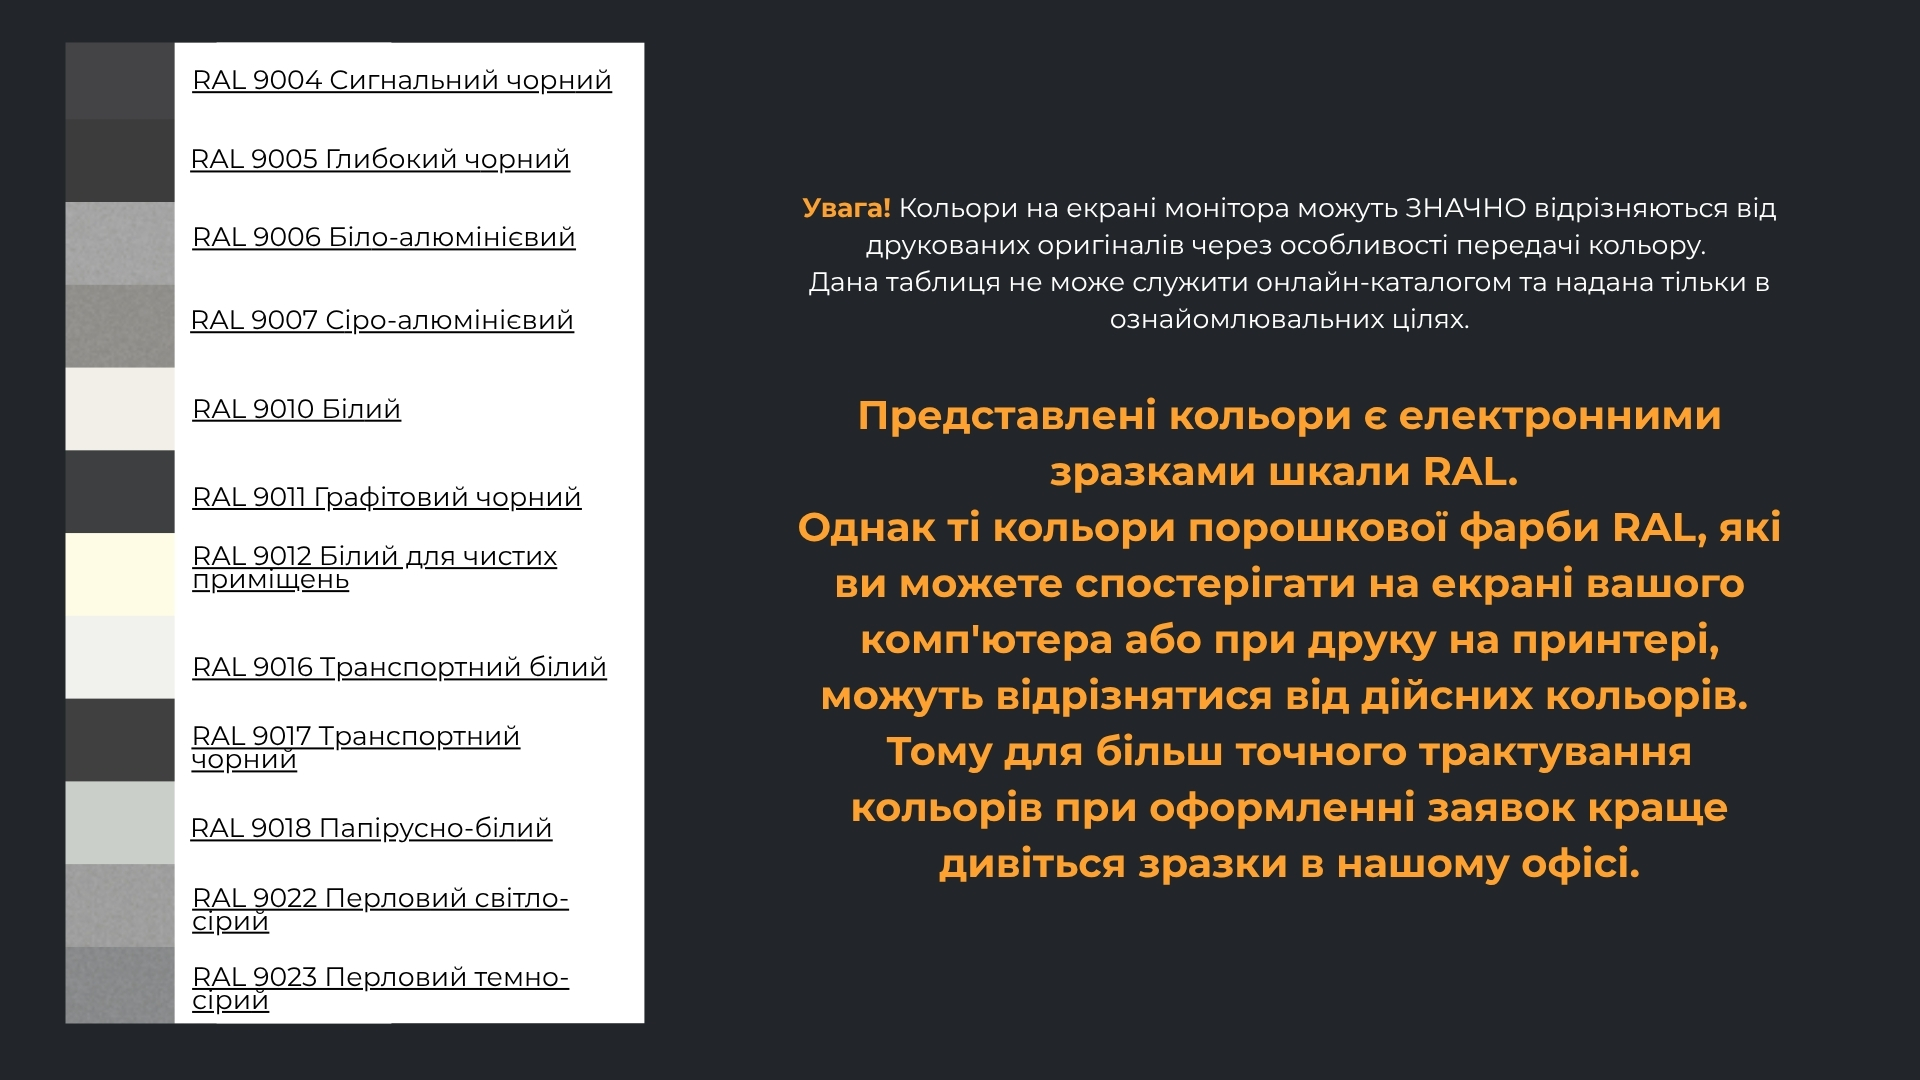 RAL 9004 Сигнальний чорний
RAL 9005 Глибокий чорний
RAL 9006 Біло-алюмінієвий
RAL 9007 Сіро-алюмінієвий
RAL 9010 Білий
RAL 9011 Графітовий чорний
RAL 9012 Білий для чистих
приміщень
RAL 9016 Транспортний білий
RAL 9017 Транспортний
чорний
RAL 9018 Папірусно-білий
RAL 9022 Перловий світло-
сірий
RAL 9023 Перловий темно-
сірий
Увага! Кольори на екрані монітора можуть ЗНАЧНО відрізняються від
друкованих оригіналів через особливості передачі кольору.
Дана таблиця не може служити онлайн-каталогом та надана тільки в
ознайомлювальних цілях.
Представлені кольори є електронними
зразками шкали RAL.
Однак ті кольори порошкової фарби RAL, які
ви можете спостерігати на екрані вашого
комп'ютера або при друку на принтері,
можуть відрізнятися від дійсних кольорів.
Тому для більш точного трактування
кольорів при оформленні заявок краще
дивіться зразки в нашому офісі.